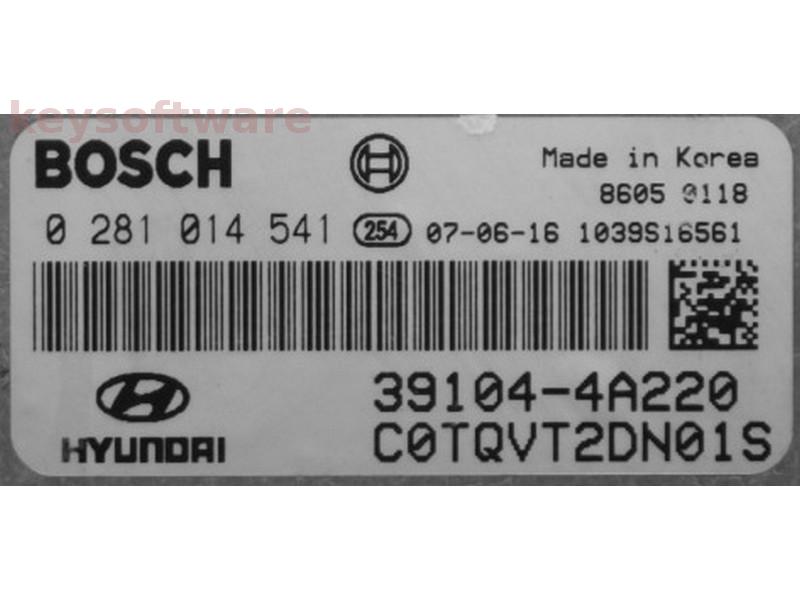 keysoftware
BOSCH
Made in Korea
8605 0118
0 281 014 541 254 07-06-16 1039S16561
39104-4A220
HYUNDAI
C0TQVT2DN01S